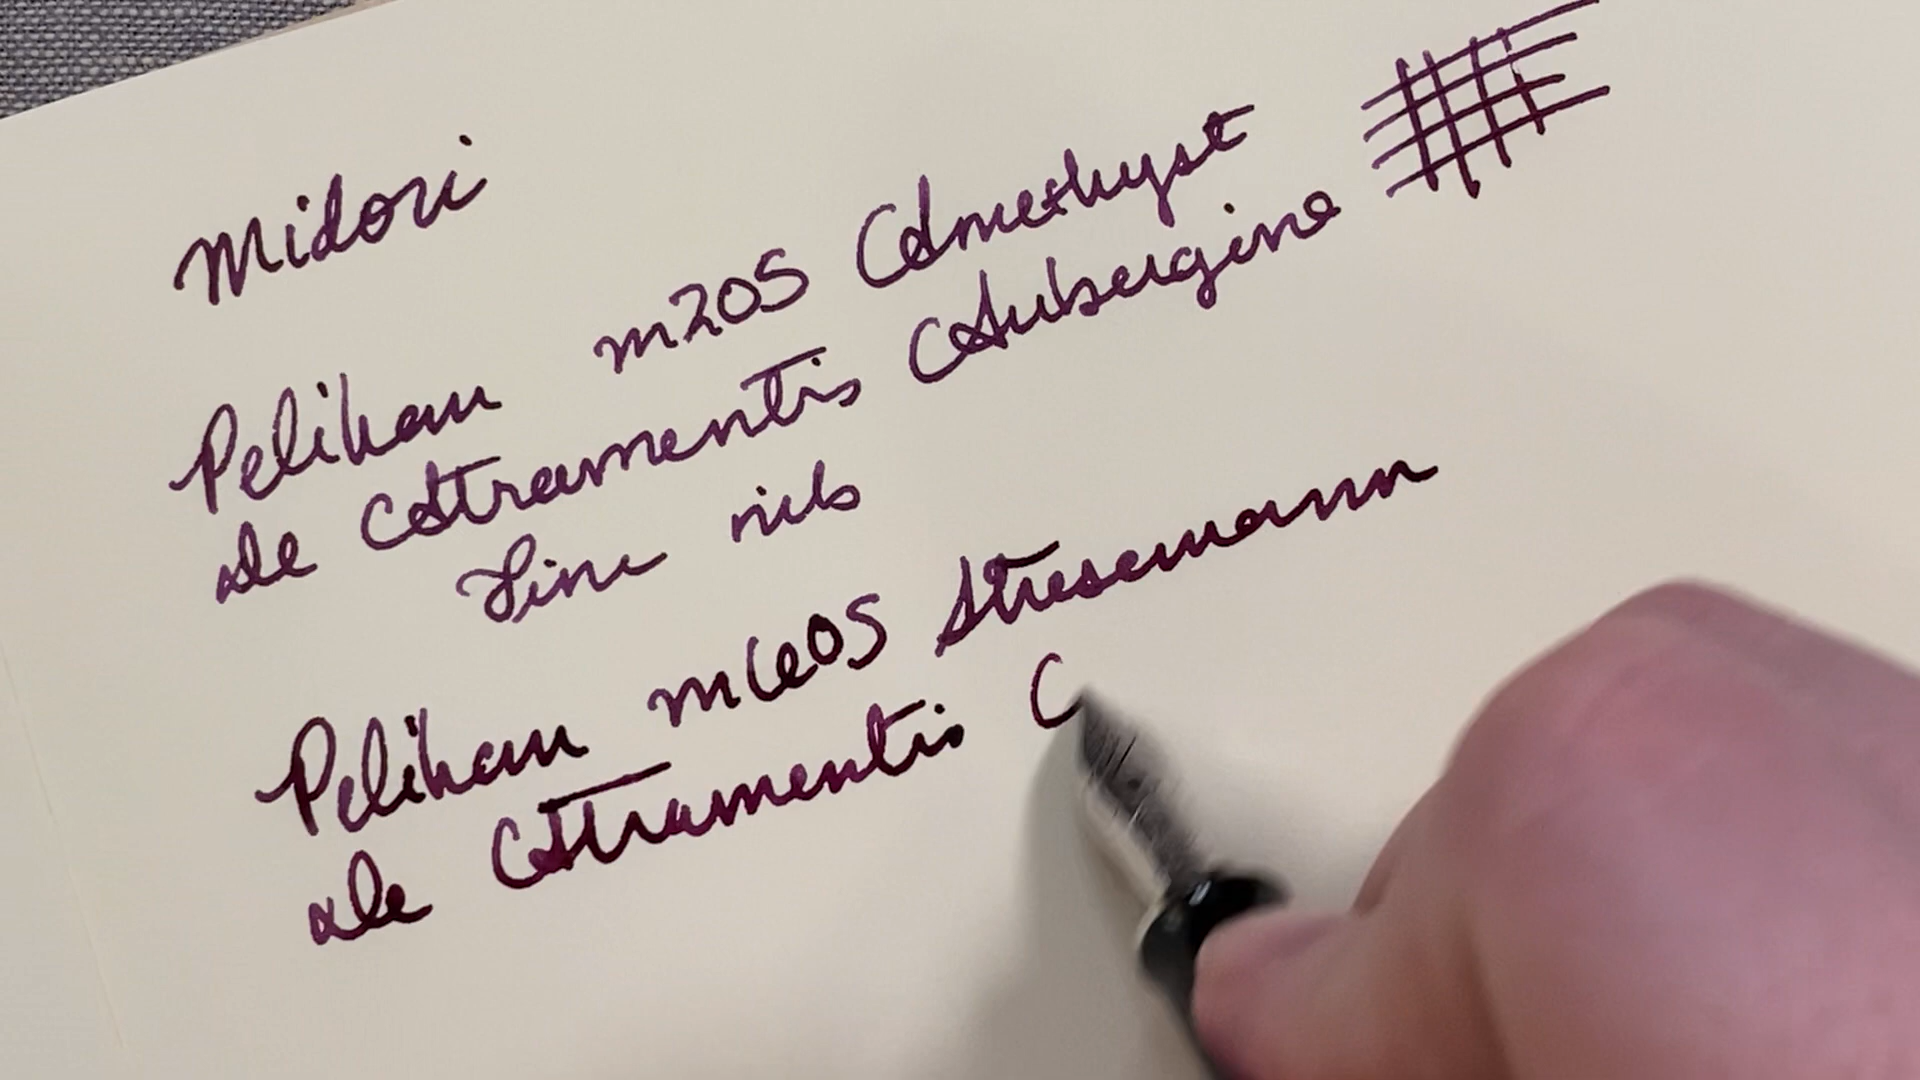 Midori
Pelikan m205 Amethyst
De Atramentis Aubergine
Fine nib
Pelikan m605 Stresemann
De Atramentis